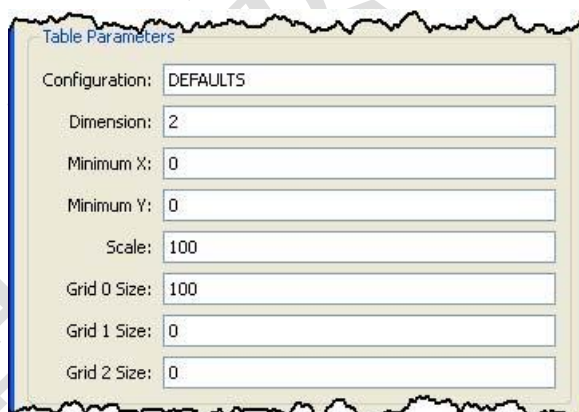 Table Parameters
Configuration: DEFAULTS
Dimension: 2
Minimum X: 0
Minimum Y: 0
Scale: 100
Grid 0 Size: 100
Grid 1 Size: 0
Grid 2 Size: 0